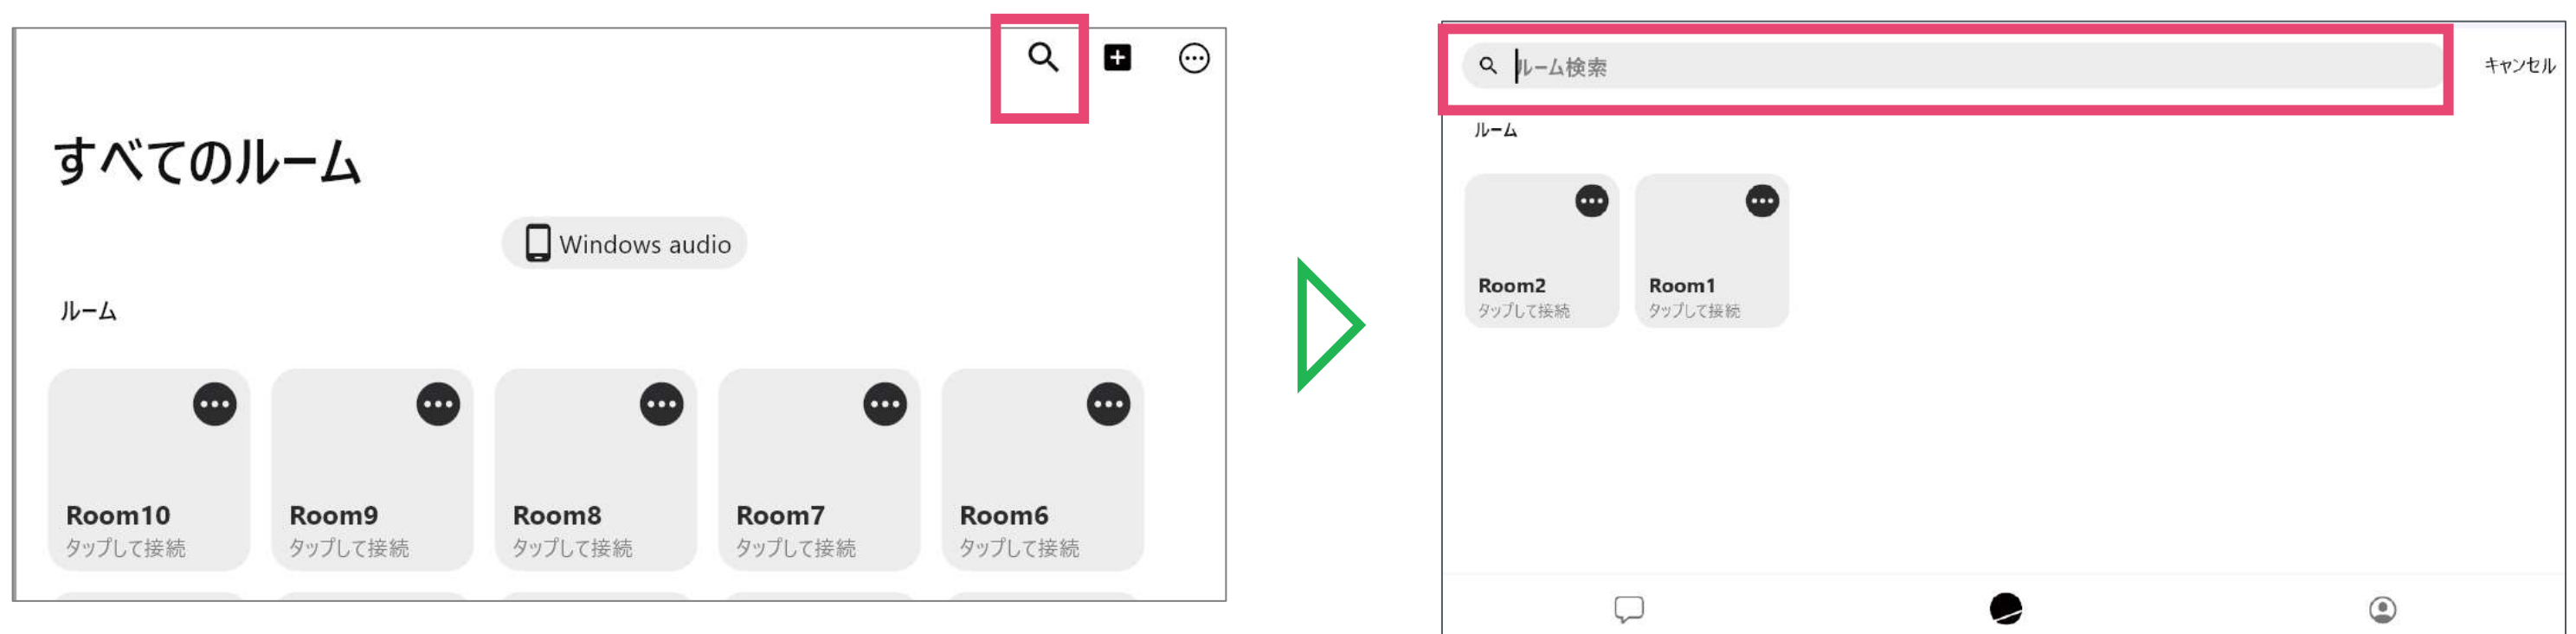 すべてのルーム
Windows audio
ルーム
Room10
タップして接続
Room9
タップして接続
Room8
タップして接続
Room7
タップして接続
Room6
タップして接続
ルーム検索
キャンセル
ルーム
Room2
タップして接続
Room1
タップして接続